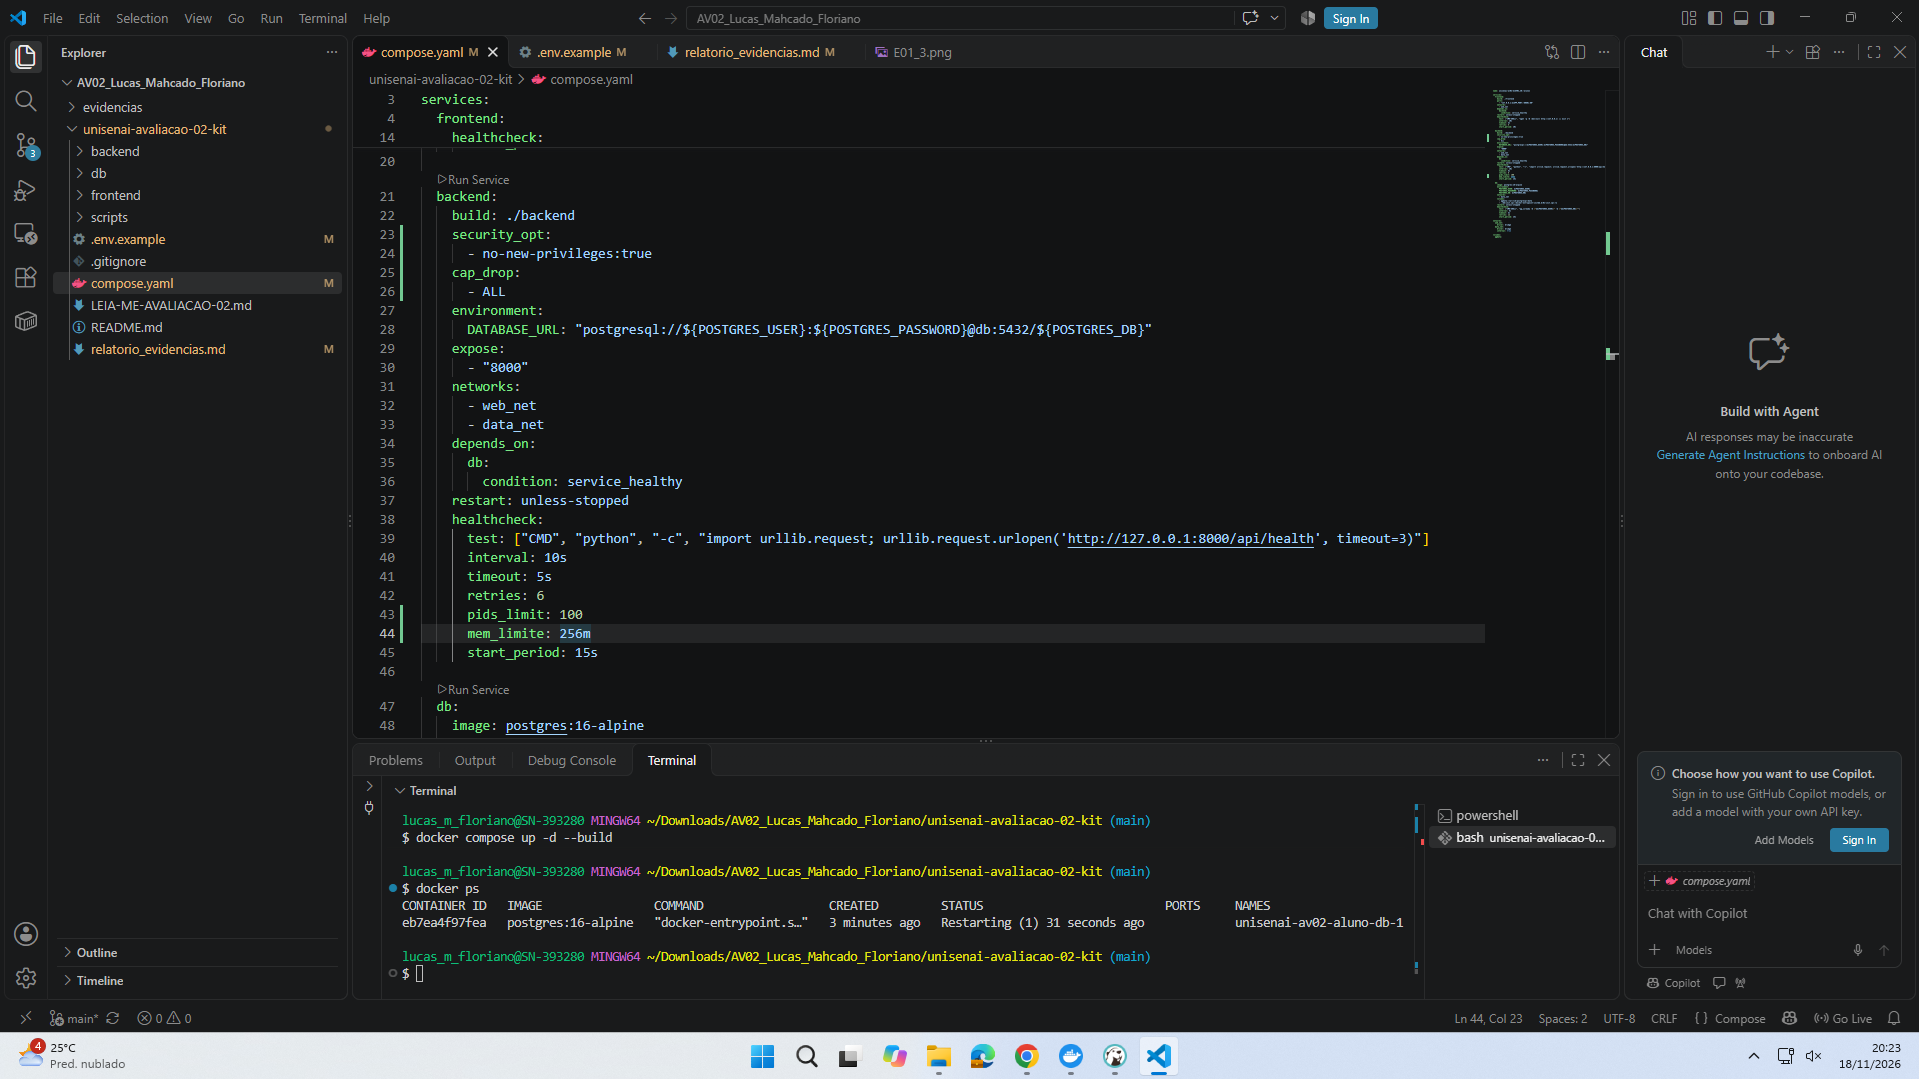 File Edit Selection View Go Run Terminal Help
AV02_Lucas_Mahcado_Floriano
Sign In
Explorer
AV02_Lucas_Mahcado_Floriano
evidencias
unisenai-avaliacao-02-kit
backend
db
frontend
scripts
.env.example M
.gitignore
compose.yaml M
LEIA-ME-AVALIACAO-02.md
README.md
relatorio_evidencias.md M
Outline
Timeline
3
compose.yaml M
.env.example M
relatorio_evidencias.md M
E01_3.png
unisenai-avaliacao-02-kit > compose.yaml
3 services:
4 frontend:
14 healthcheck:
20
Run Service
21 backend:
22 build: ./backend
23 security_opt:
24 - no-new-privileges:true
25 cap_drop:
26 - ALL
27 environment:
28 DATABASE_URL: "postgresql://${POSTGRES_USER}:${POSTGRES_PASSWORD}@db:5432/${POSTGRES_DB}"
29 expose:
30 - "8000"
31 networks:
32 - web_net
33 - data_net
34 depends_on:
35 db:
36 condition: service_healthy
37 restart: unless-stopped
38 healthcheck:
39 test: ["CMD", "python", "-c", "import urllib.request; urllib.request.urlopen('http://127.0.0.1:8000/api/health', timeout=3)"]
40 interval: 10s
41 timeout: 5s
42 retries: 6
43 pids_limit: 100
44 mem_limite: 256m
45 start_period: 15s
46
Run Service
47 db:
48 image: postgres:16-alpine
Problems Output Debug Console Terminal
Terminal
lucas_m_floriano@SN-393280 MINGW64 ~/Downloads/AV02_Lucas_Mahcado_Floriano/unisenai-avaliacao-02-kit (main)
$ docker compose up -d --build
lucas_m_floriano@SN-393280 MINGW64 ~/Downloads/AV02_Lucas_Mahcado_Floriano/unisenai-avaliacao-02-kit (main)
$ docker ps
CONTAINER ID IMAGE COMMAND CREATED STATUS PORTS NAMES
eb7ea4f97fea postgres:16-alpine "docker-entrypoint.s…" 3 minutes ago Restarting (1) 31 seconds ago unisenai-av02-aluno-db-1
lucas_m_floriano@SN-393280 MINGW64 ~/Downloads/AV02_Lucas_Mahcado_Floriano/unisenai-avaliacao-02-kit (main)
$
powershell
bash unisenai-avaliacao-0...
Chat
Build with Agent
AI responses may be inaccurate
Generate Agent Instructions to onboard AI
onto your codebase.
Choose how you want to use Copilot.
Sign in to use GitHub Copilot models, or
add a model with your own API key.
Add Models Sign In
compose.yaml
Chat with Copilot
Models
Copilot
main* 0 0
Ln 44, Col 23 Spaces: 2 UTF-8 CRLF { } Compose Go Live
4
25°C
Pred. nublado
20:23
18/11/2026